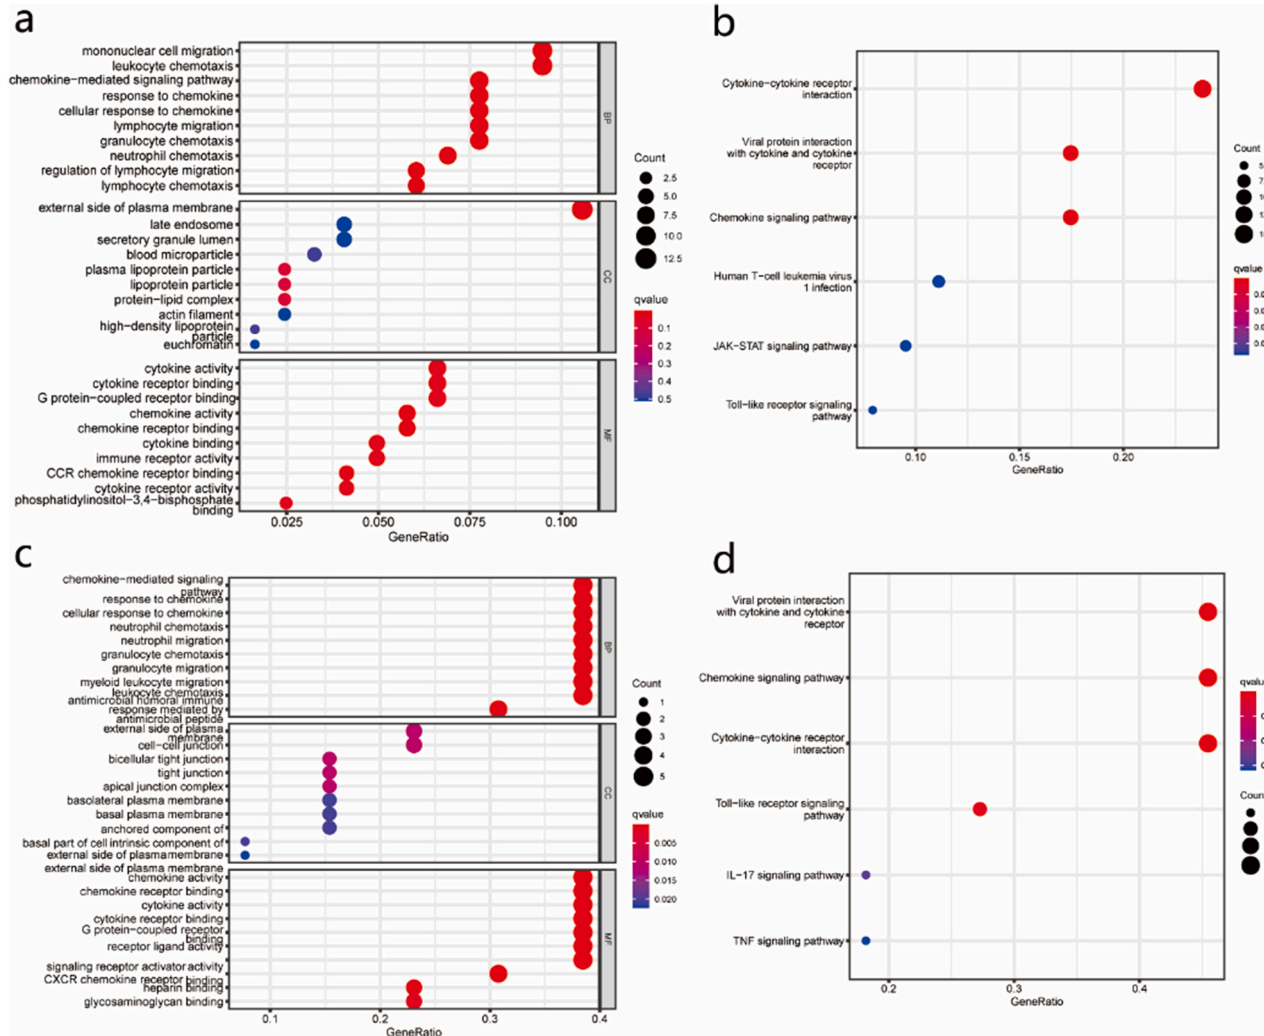 a
mononuclear cell migration
leukocyte chemotaxis
chemokine-mediated signaling pathway
response to chemokine
cellular response to chemokine
lymphocyte migration
granulocyte chemotaxis
neutrophil chemotaxis
regulation of lymphocyte migration
lymphocyte chemotaxis
BP
external side of plasma membrane
late endosome
secretory granule lumen
blood microparticle
plasma lipoprotein particle
lipoprotein particle
protein-lipid complex
actin filament
high-density lipoprotein
particle
euchromatin
CC
cytokine activity
cytokine receptor binding
G protein-coupled receptor binding
chemokine activity
chemokine receptor binding
cytokine binding
immune receptor activity
CCR chemokine receptor binding
cytokine receptor activity
phosphatidylinositol-3,4-bisphosphate
binding
MF
0.025 0.050 0.075 0.100
GeneRatio
Count
2.5
5.0
7.5
10.0
12.5
qvalue
0.1
0.2
0.3
0.4
0.5
b
Cytokine-cytokine receptor
interaction
Viral protein interaction
with cytokine and cytokine
receptor
Chemokine signaling pathway
Human T-cell leukemia virus
1 infection
JAK-STAT signaling pathway
Toll-like receptor signaling
pathway
0.10 0.15 0.20
GeneRatio
Count
qvalue
c
chemokine-mediated signaling
pathway
response to chemokine
cellular response to chemokine
neutrophil chemotaxis
neutrophil migration
granulocyte chemotaxis
granulocyte migration
myeloid leukocyte migration
leukocyte chemotaxis
antimicrobial homoral immune
response mediated by
antimicrobial peptide
BP
external side of plasma
membrane
cell-cell junction
bicellular tight junction
tight junction
apical junction complex
basolateral plasma membrane
basal plasma membrane
anchored component of
basal part of cell intrinsic component of
external side of plasmamembrane
external side of plasma membrane
CC
chemokine activity
chemokine receptor binding
cytokine activity
cytokine receptor binding
G protein-coupled receptor
binding
receptor ligand activity
signaling receptor activator activity
CXCR chemokine receptor binding
heparin binding
glycosaminoglycan binding
MF
0.1 0.2 0.3 0.4
GeneRatio
Count
1
2
3
4
5
qvalue
0.005
0.010
0.015
0.020
d
Viral protein interaction
with cytokine and cytokine
receptor
Chemokine signaling pathway
Cytokine-cytokine receptor
interaction
Toll-like receptor signaling
pathway
IL-17 signaling pathway
TNF signaling pathway
0.2 0.3 0.4
GeneRatio